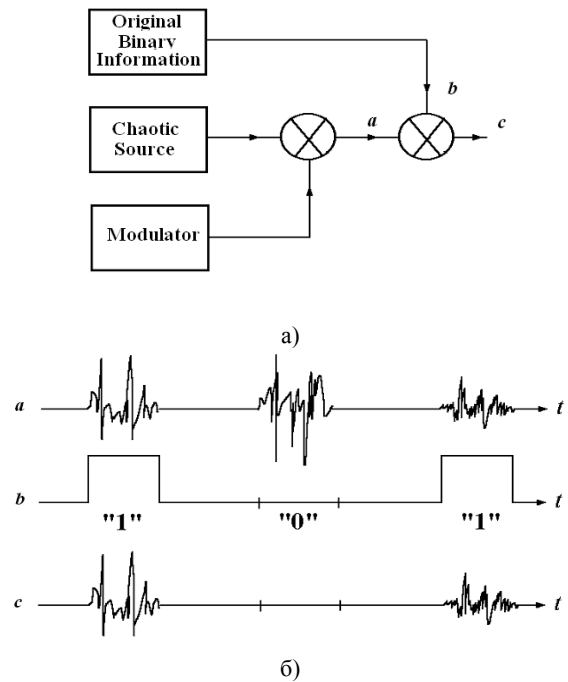 Original
Binary
Information
b
a
c
Chaotic
Source
Modulator
а)
a
t
b
t
"1"
"0"
"1"
c
t
б)